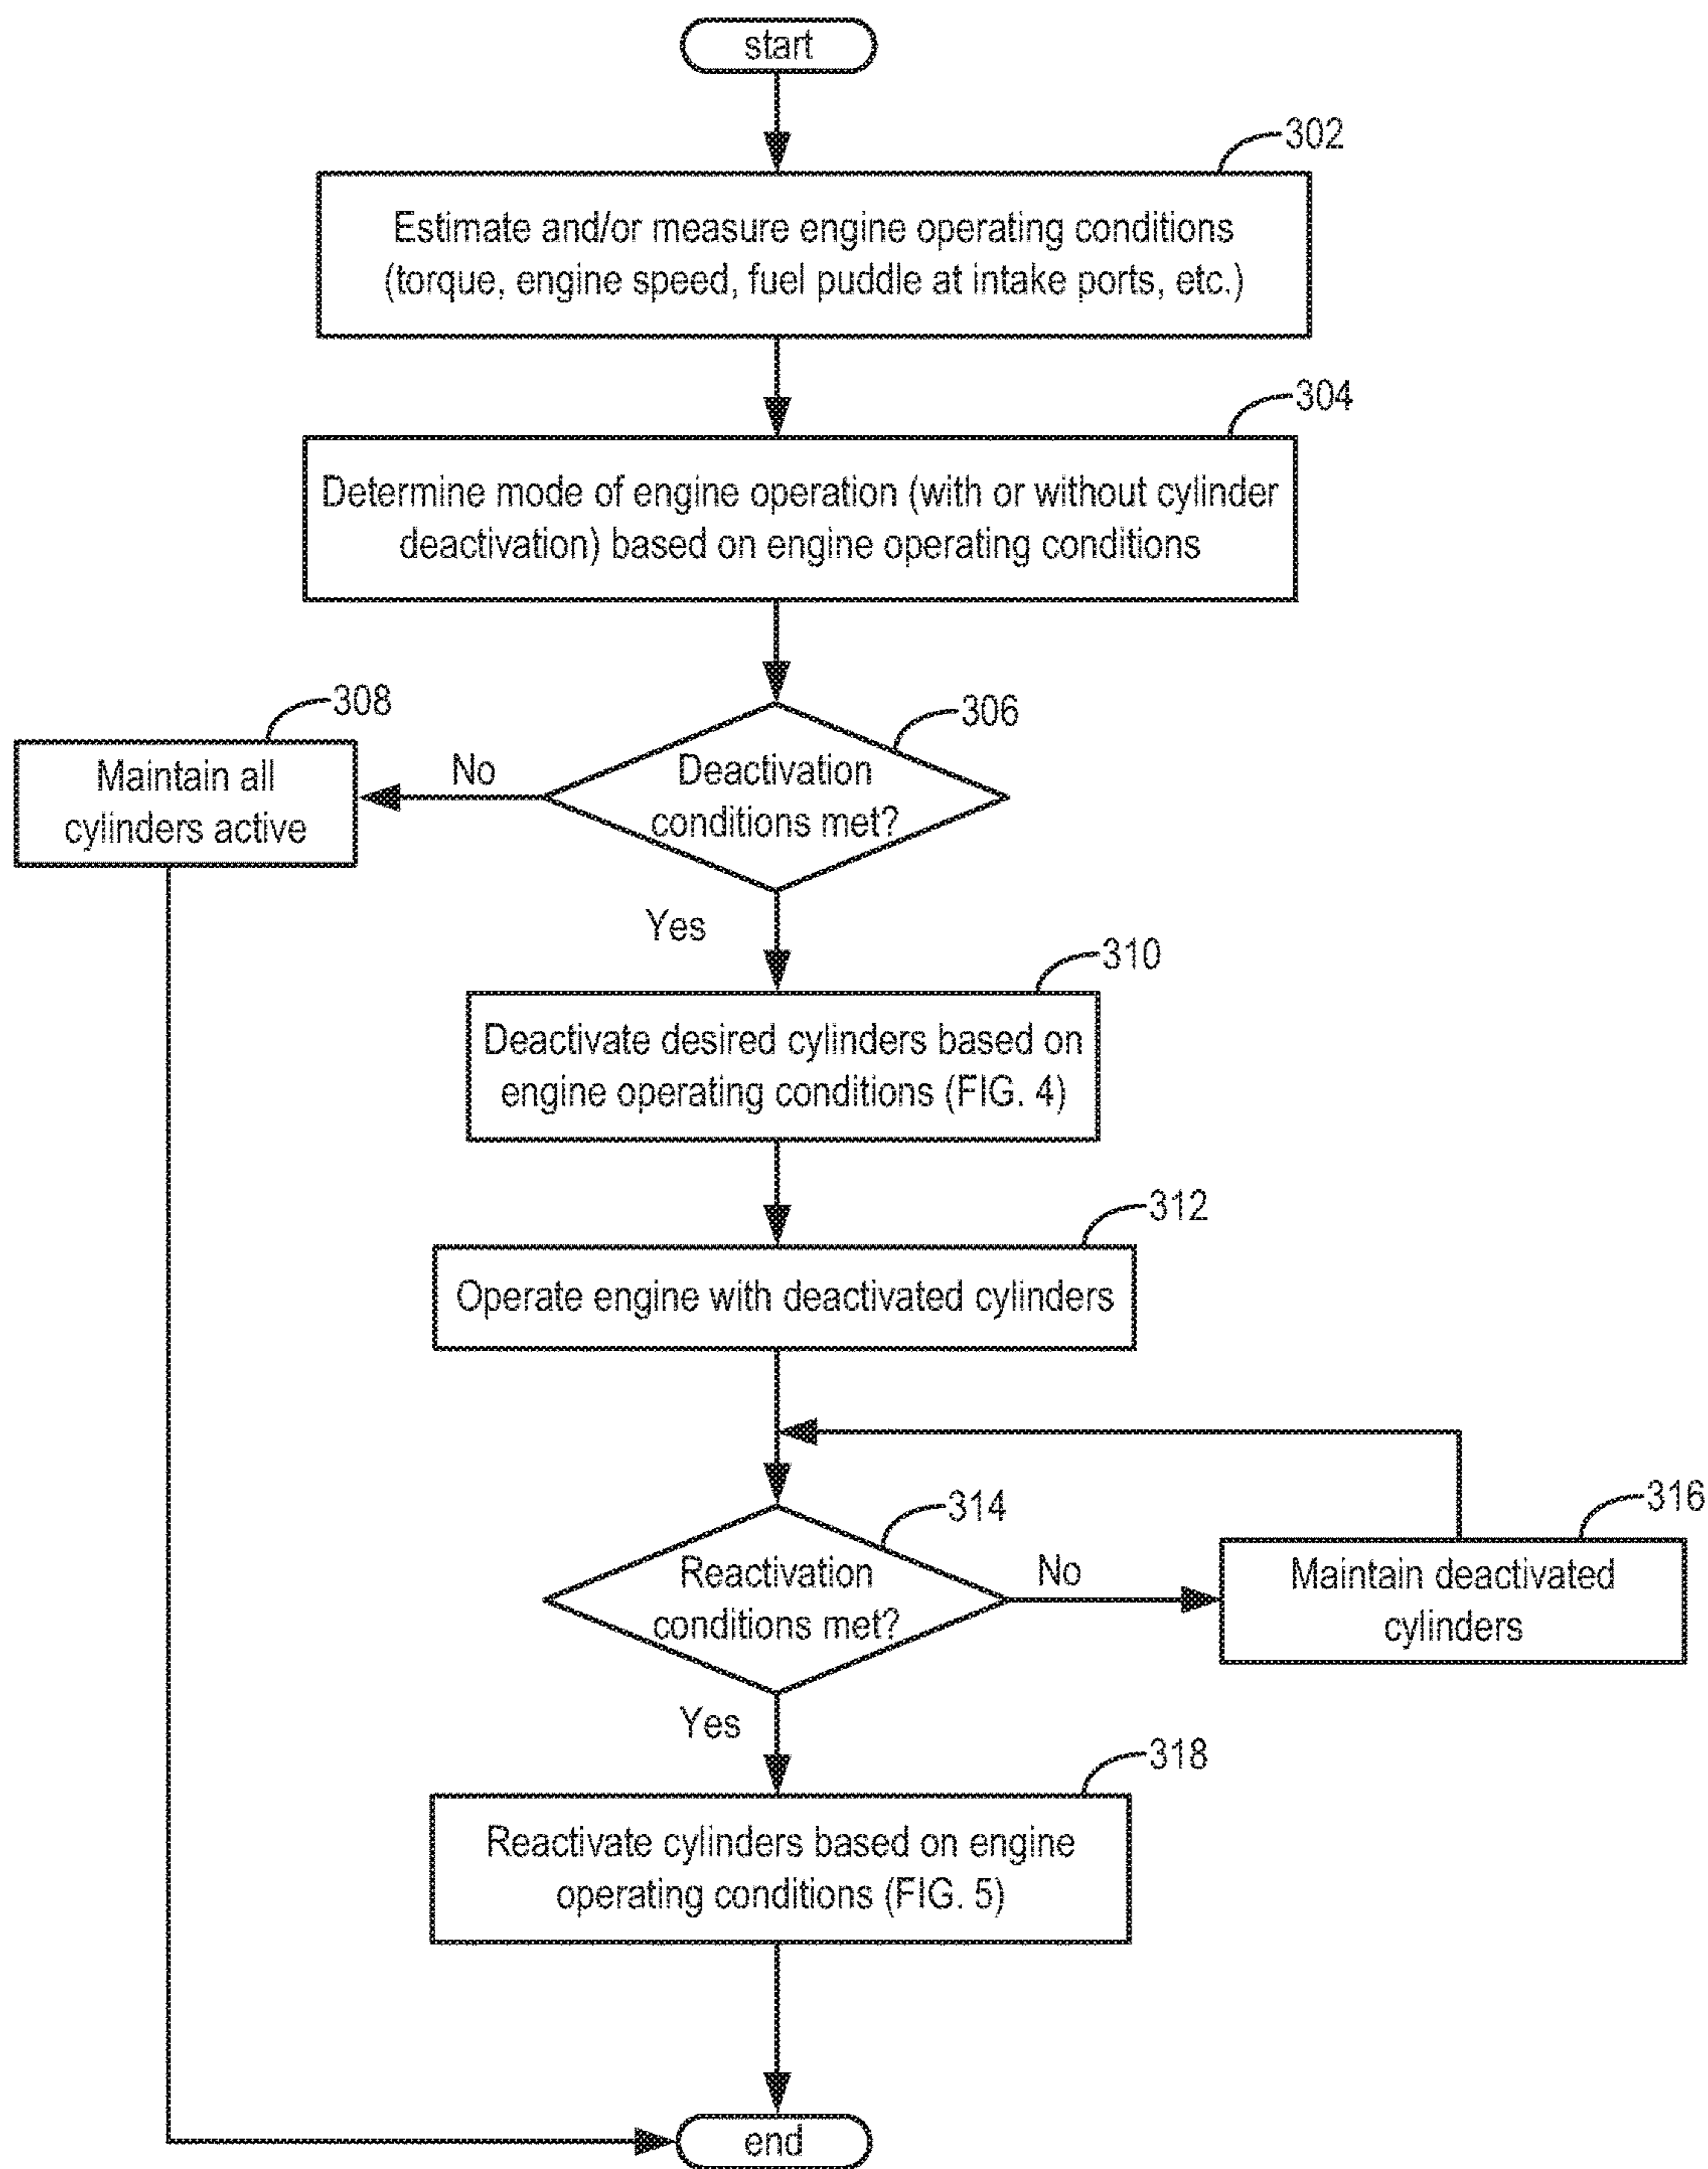 start
302
Estimate and/or measure engine operating conditions
(torque, engine speed, fuel puddle at intake ports, etc.)
304
Determine mode of engine operation (with or without cylinder
deactivation) based on engine operating conditions
306
Deactivation
conditions met?
No
308
Maintain all
cylinders active
Yes
310
Deactivate desired cylinders based on
engine operating conditions (FIG. 4)
312
Operate engine with deactivated cylinders
314
Reactivation
conditions met?
No
316
Maintain deactivated
cylinders
Yes
318
Reactivate cylinders based on engine
operating conditions (FIG. 5)
end